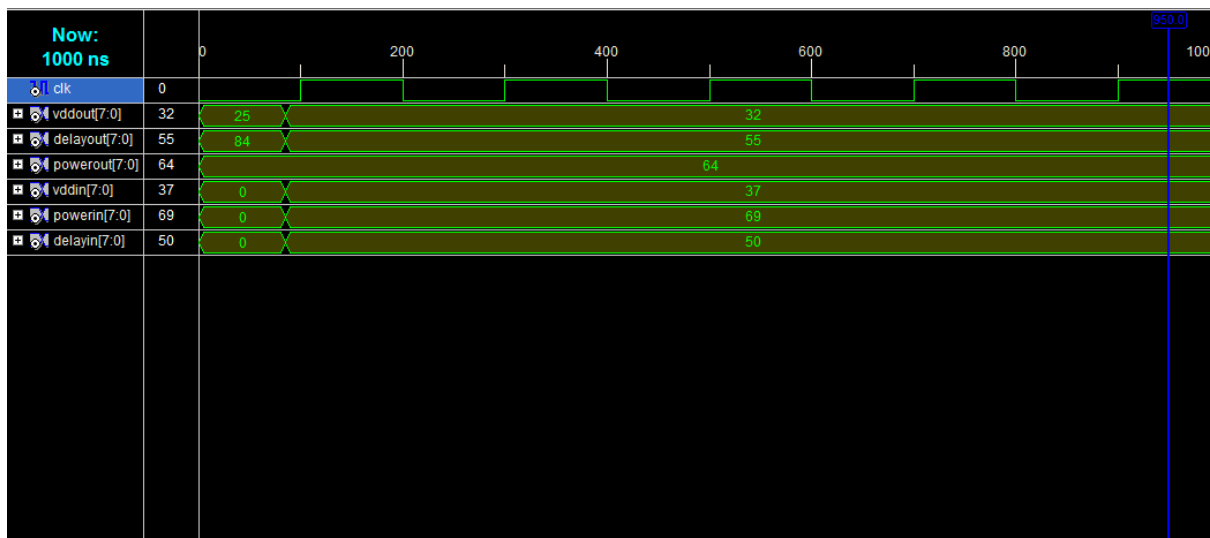 950.0
Now:
1000 ns
0 200 400 600 800 100
clk 0
vddout[7:0] 32 25 32
delayout[7:0] 55 84 55
powerout[7:0] 64 64
vddin[7:0] 37 0 37
powerin[7:0] 69 0 69
delayin[7:0] 50 0 50